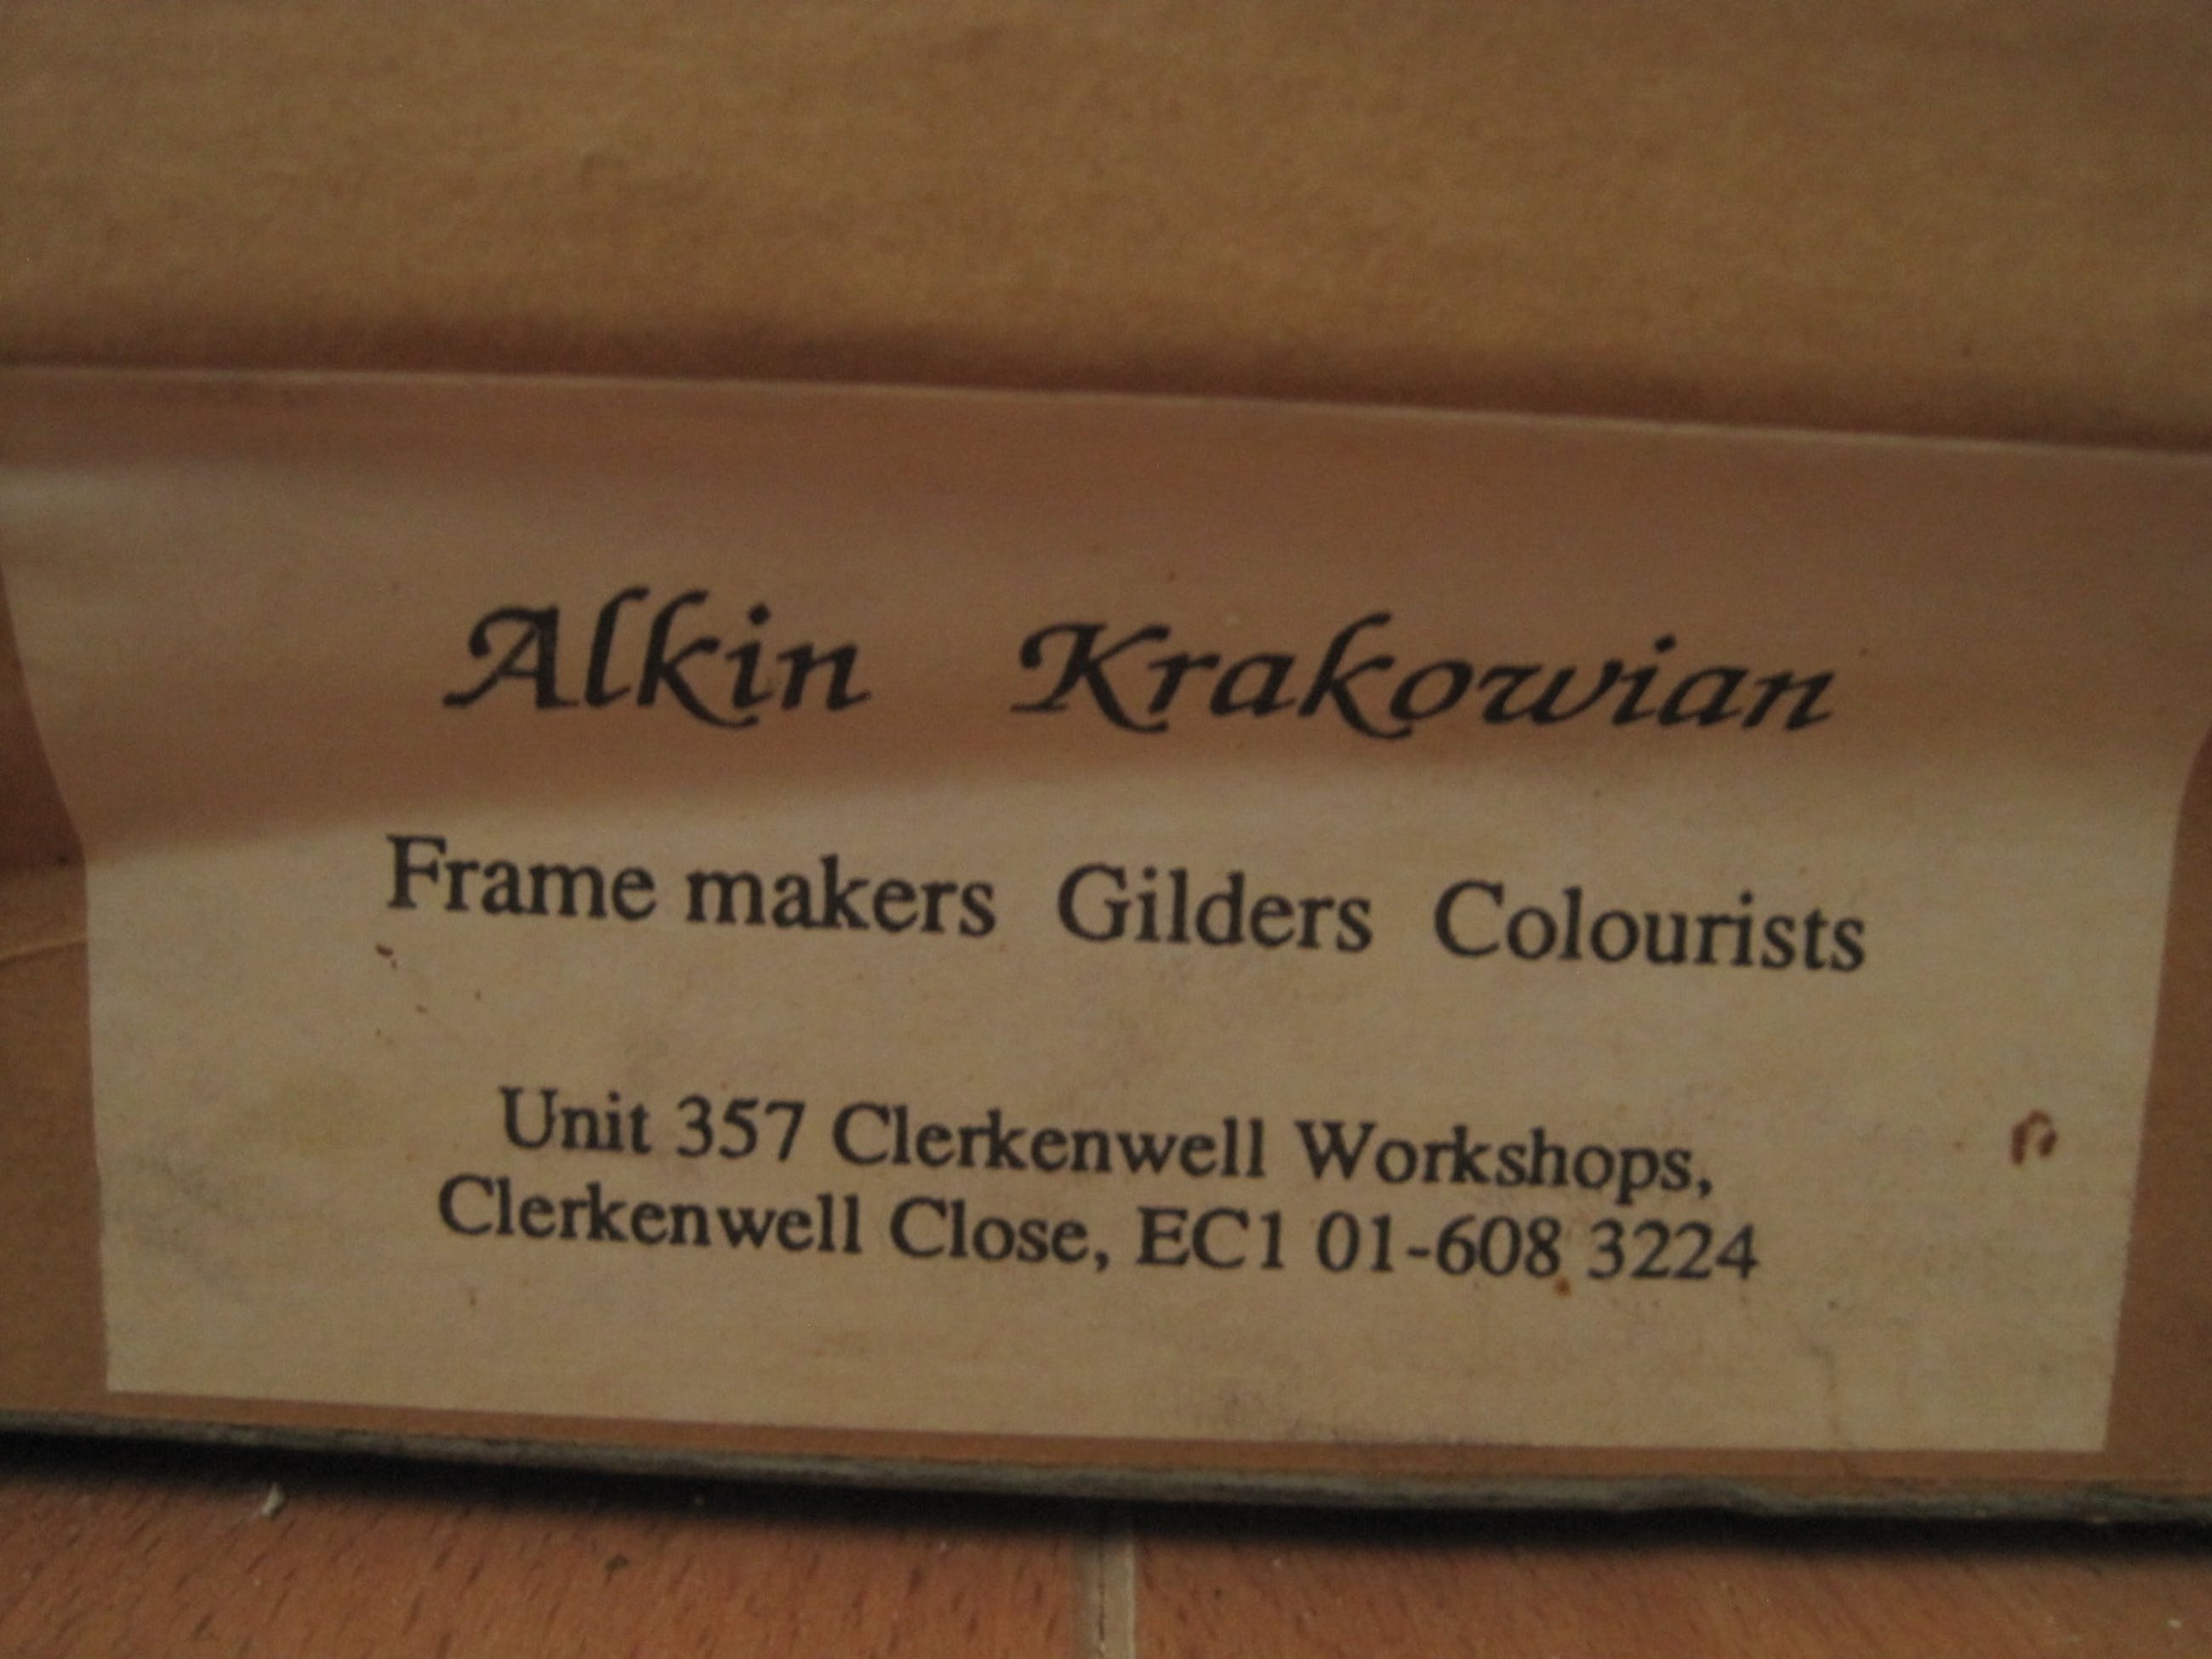 Alkin Krakowian
Frame makers Gilders Colourists
Unit 357 Clerkenwell Workshops,
Clerkenwell Close, EC1 01-608 3224